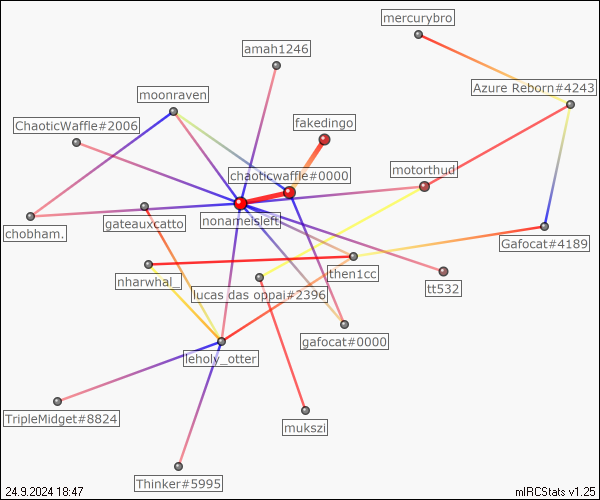 mercurybro
amah1246
Azure Reborn#4243
moonraven
ChaoticWaffle#2006
fakedingo
motorthud
chaoticwaffle#0000
nonameisleft
gateauxcatto
chobham.
Gafocat#4189
then1cc
nharwhal_
tt532
lucas das oppai#2396
gafocat#0000
leholy_otter
TripleMidget#8824
mukszi
Thinker#5995
24.9.2024 18:47
mIRCStats v1.25